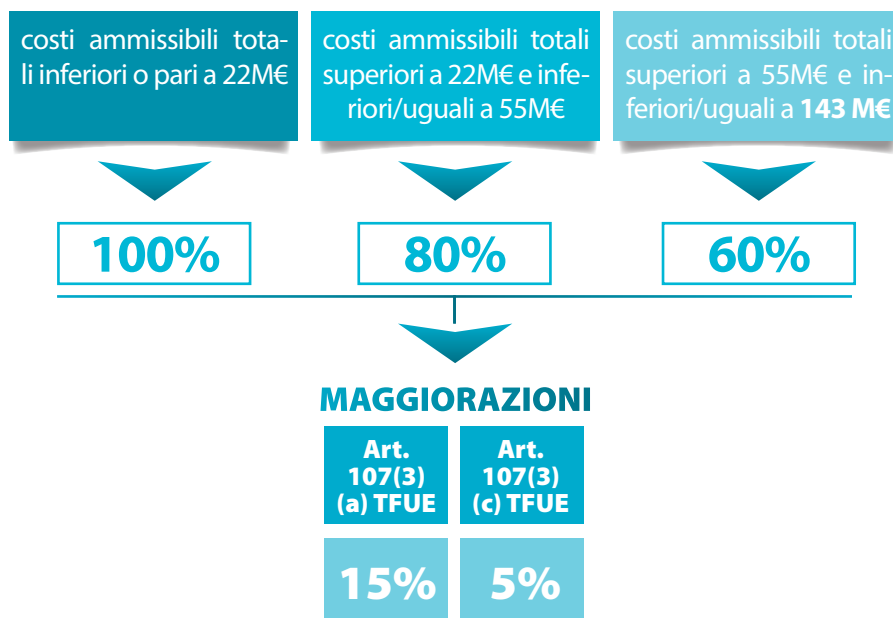 costi ammissibili tota-
li inferiori o pari a 22M€
costi ammissibili totali
superiori a 22M€ e infe-
riori/uguali a 55M€
costi ammissibili totali
superiori a 55M€ e in-
feriori/uguali a 143 M€
100%
80%
60%
MAGGIORAZIONI
Art.
107(3)
(a) TFUE
Art.
107(3)
(c) TFUE
15%
5%